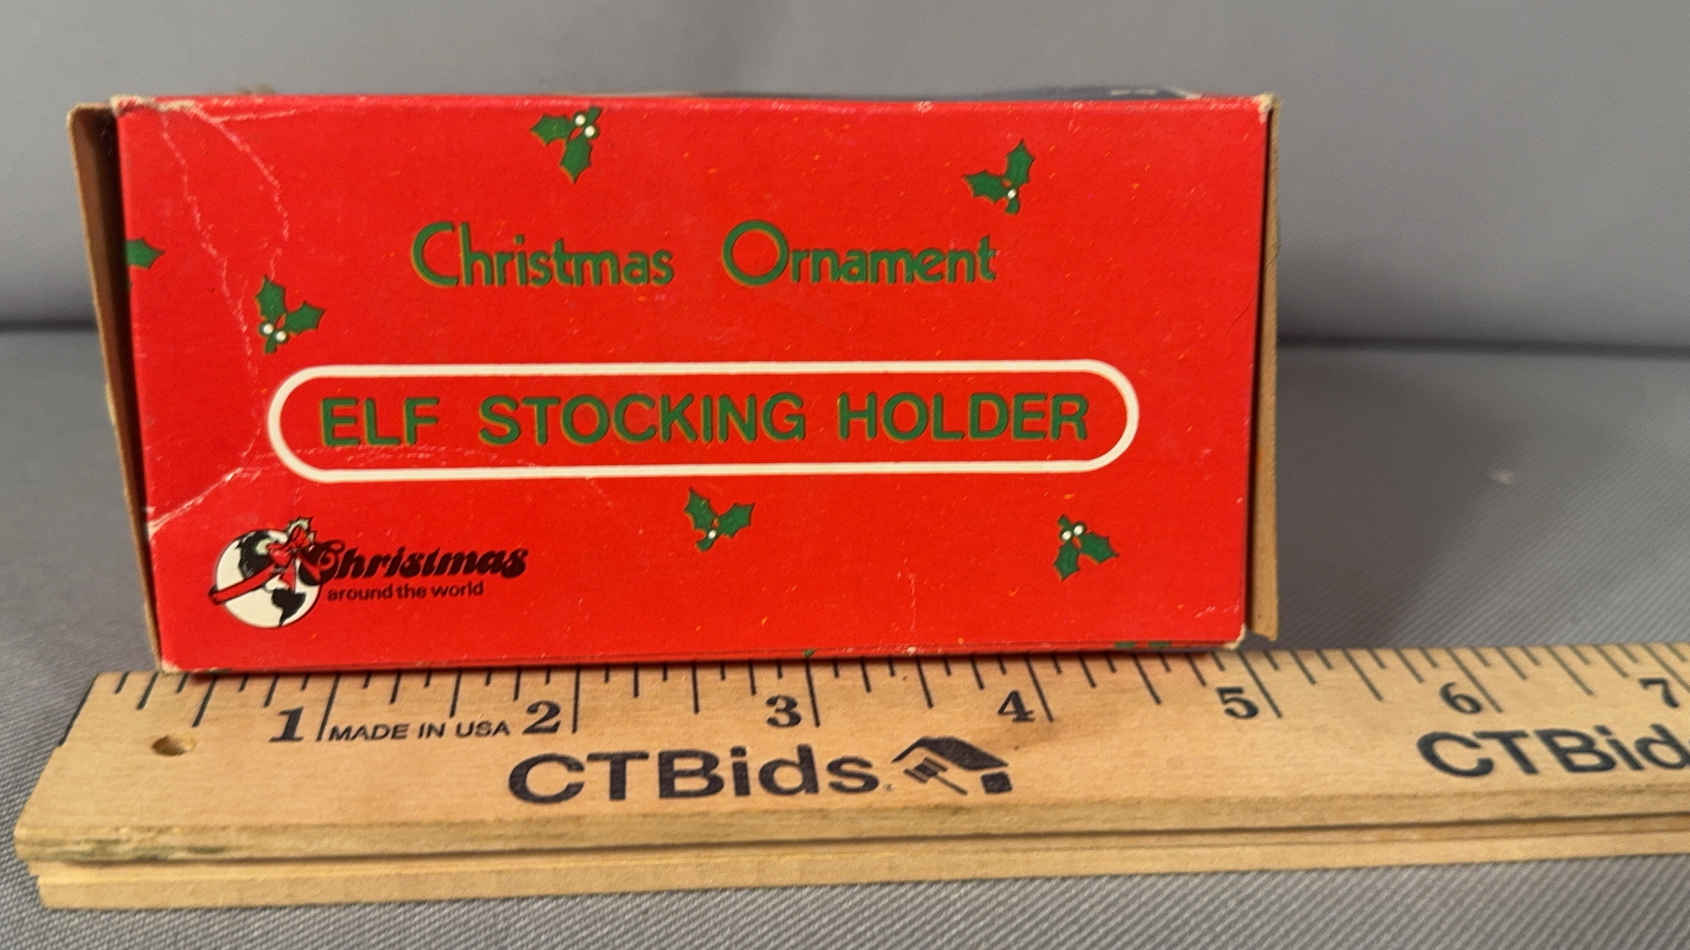 Christmas Ornament
ELF STOCKING HOLDER
Christmas
around the world
1 MADE IN USA 2 3 4 5 6 7
CTBids CTBid